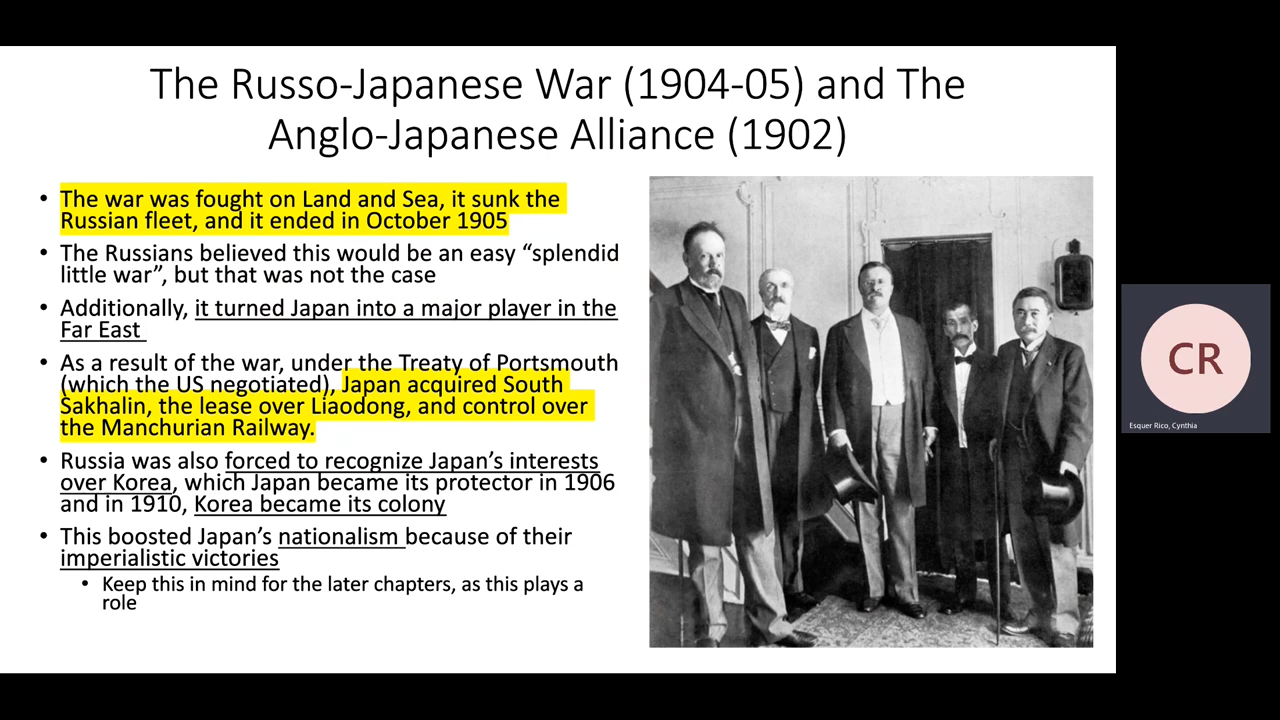 The Russo-Japanese War (1904-05) and The
Anglo-Japanese Alliance (1902)
• The war was fought on Land and Sea, it sunk the
Russian fleet, and it ended in October 1905
• The Russians believed this would be an easy “splendid
little war”, but that was not the case
• Additionally, it turned Japan into a major player in the
Far East
• As a result of the war, under the Treaty of Portsmouth
(which the US negotiated), Japan acquired South
Sakhalin, the lease over Liaodong, and control over
the Manchurian Railway.
• Russia was also forced to recognize Japan’s interests
over Korea, which Japan became its protector in 1906
and in 1910, Korea became its colony
• This boosted Japan’s nationalism because of their
imperialistic victories
• Keep this in mind for the later chapters, as this plays a
role
CR
Esquer Rico, Cynthia